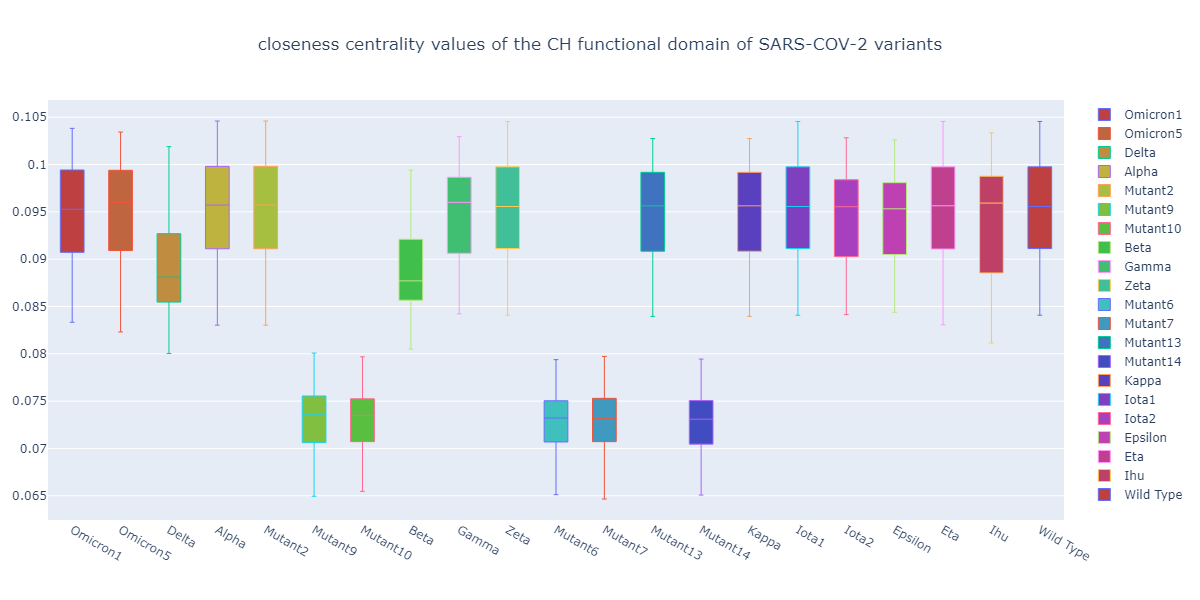 closeness centrality values of the CH functional domain of SARS-COV-2 variants
0.105
0.1
0.095
0.09
0.085
0.08
0.075
0.07
0.065
Omicron1
Omicron5
Delta
Alpha
Mutant2
Mutant9
Mutant10
Beta
Gamma
Zeta
Mutant6
Mutant7
Mutant13
Mutant14
Kappa
Iota1
Iota2
Epsilon
Eta
Ihu
Wild Type
Omicron1
Omicron5
Delta
Alpha
Mutant2
Mutant9
Mutant10
Beta
Gamma
Zeta
Mutant6
Mutant7
Mutant13
Mutant14
Kappa
Iota1
Iota2
Epsilon
Eta
Ihu
Wild Type